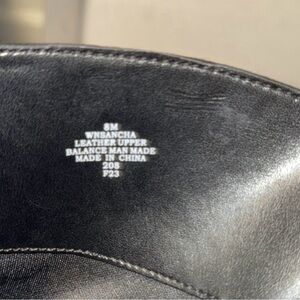 8M
WNSANCHA
LEATHER UPPER
BALANCE MAN MADE
MADE IN CHINA
208
F23